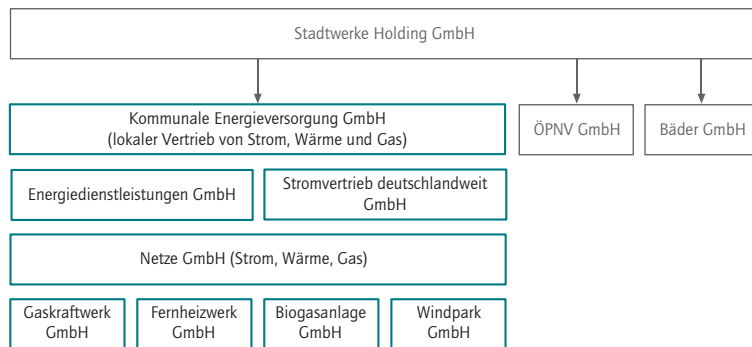 Stadtwerke Holding GmbH
Kommunale Energieversorgung GmbH
(lokaler Vertrieb von Strom, Wärme und Gas)
ÖPNV GmbH
Bäder GmbH
Energiedienstleistungen GmbH
Stromvertrieb deutschlandweit
GmbH
Netze GmbH (Strom, Wärme, Gas)
Gaskraftwerk
GmbH
Fernheizwerk
GmbH
Biogasanlage
GmbH
Windpark
GmbH